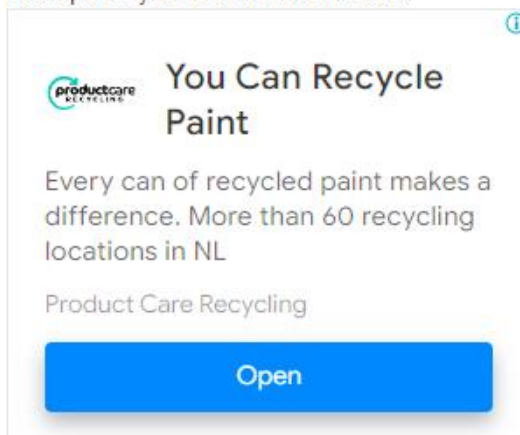 You Can Recycle
Paint
productcare
RECYCLING
Every can of recycled paint makes a
difference. More than 60 recycling
locations in NL
Product Care Recycling
Open